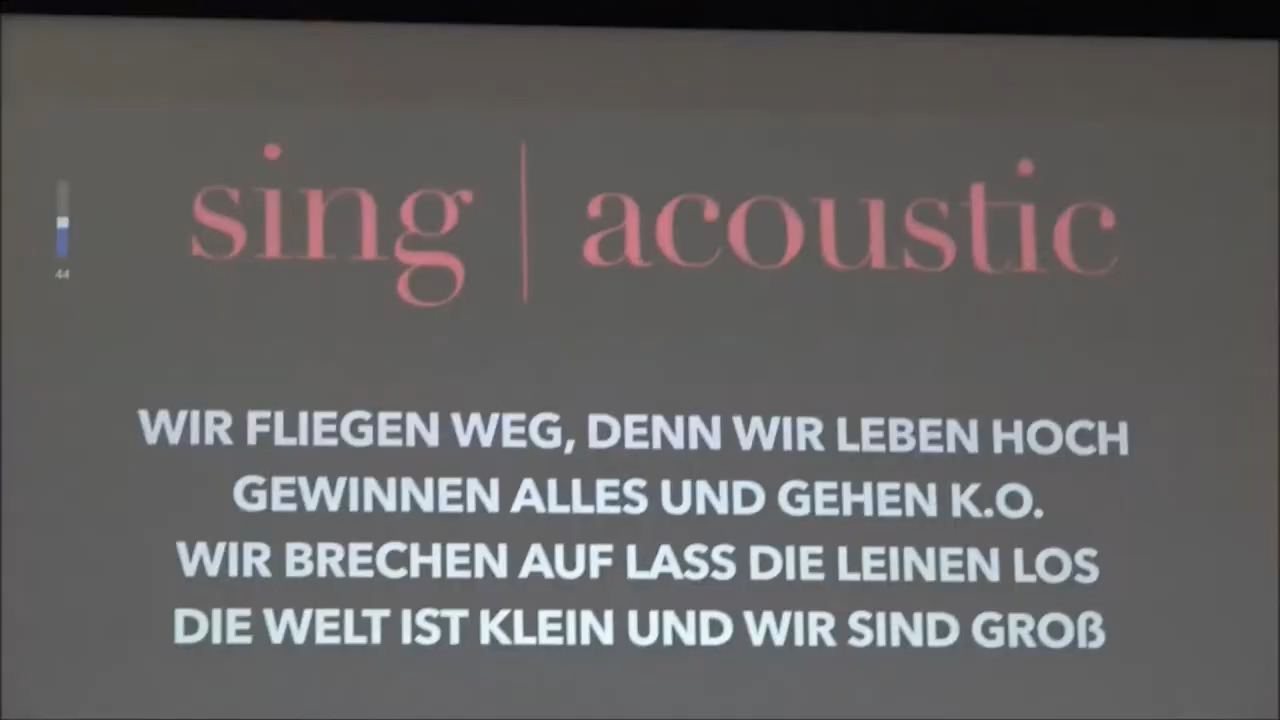 sing | acoustic
44
WIR FLIEGEN WEG, DENN WIR LEBEN HOCH
GEWINNEN ALLES UND GEHEN K.O.
WIR BRECHEN AUF LASS DIE LEINEN LOS
DIE WELT IST KLEIN UND WIR SIND GROß